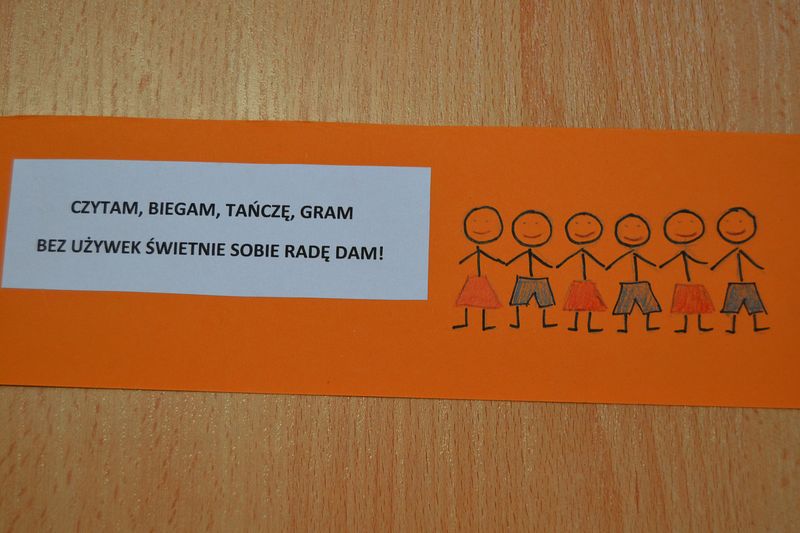 CZYTAM, BIEGAM, TAŃCZĘ, GRAM
BEZ UŻYWEK ŚWIETNIE SOBIE RADĘ DAM!